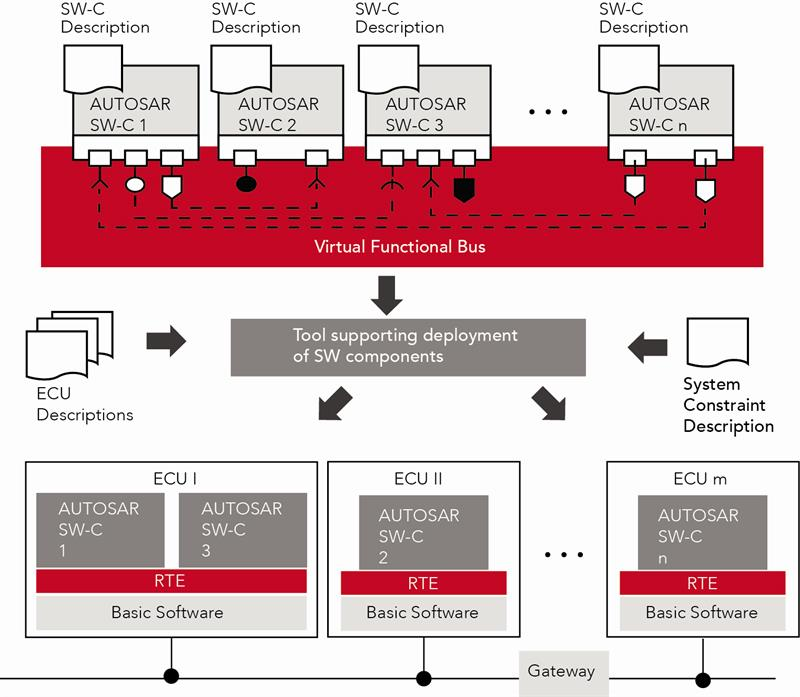 SW-C
Description
SW-C
Description
SW-C
Description
SW-C
Description
AUTOSAR
SW-C 1
AUTOSAR
SW-C 2
AUTOSAR
SW-C 3
...
AUTOSAR
SW-C n
Virtual Functional Bus
Tool supporting deployment
of SW components
ECU
Descriptions
System
Constraint
Description
ECU I
AUTOSAR
SW-C
1
AUTOSAR
SW-C
3
RTE
Basic Software
ECU II
AUTOSAR
SW-C
2
RTE
Basic Software
...
ECU m
AUTOSAR
SW-C
n
RTE
Basic Software
Gateway